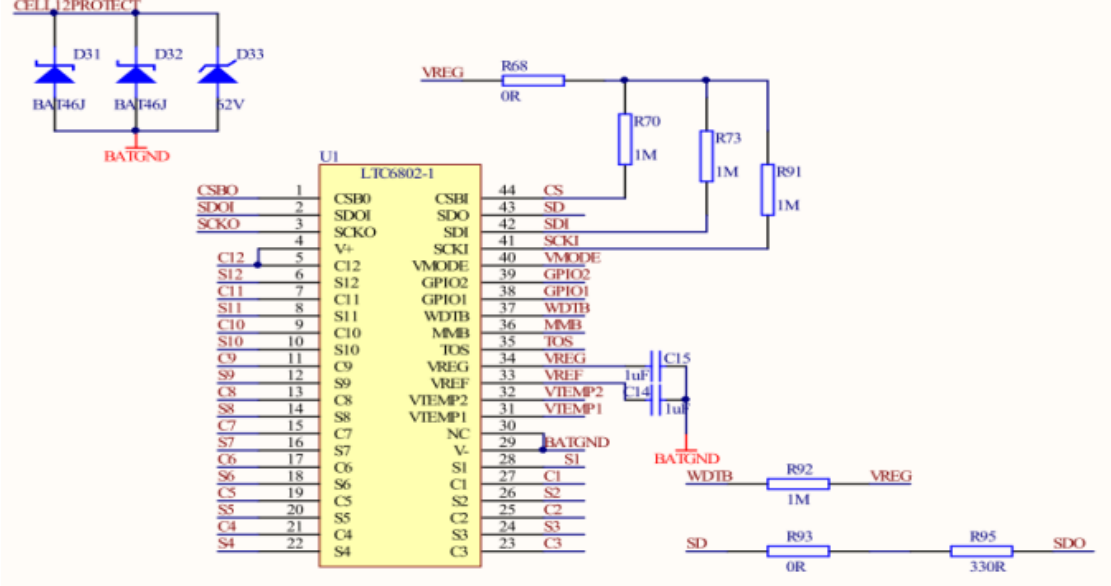 CELL12PROTECT
D31
D32
D33
BAT46J
BAT46J
62V
BATGND
VREG
R68
0R
R70
1M
R73
1M
R91
1M
U1
LTC6802-1
CSBO 1 CSB0 CSBI 44 CS
SDOI 2 SDOI SDO 43 SD
SCKO 3 SCKO SDI 42 SDI
4 V+ SCKI 41 SCKI
C12 5 C12 VMODE 40 VMODE
S12 6 S12 GPIO2 39 GPIO2
C11 7 C11 GPIO1 38 GPIO1
S11 8 S11 WDTB 37 WDTB
C10 9 C10 MMB 36 MMB
S10 10 S10 TOS 35 TOS
C9 11 C9 VREG 34 VREG
S9 12 S9 VREF 33 VREF
C8 13 C8 VTEMP2 32 VTEMP2
S8 14 S8 VTEMP1 31 VTEMP1
C7 15 C7 NC 30
S7 16 S7 V- 29 BATGND
C6 17 C6 S1 28 S1
S6 18 S6 C1 27 C1
C5 19 C5 S2 26 S2
S5 20 S5 C2 25 C2
C4 21 C4 S3 24 S3
S4 22 S4 C3 23 C3
C15
1uF
C14
1uF
BATGND
WDTB
R92
1M
VREG
SD
R93
0R
R95
330R
SDO